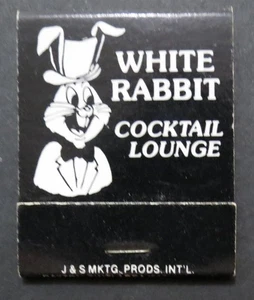 WHITE
RABBIT
COCKTAIL
LOUNGE
J & S MKTG. PRODS. INT'L.